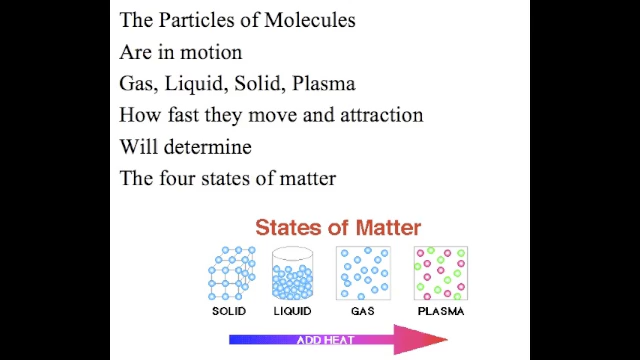 The Particles of Molecules
Are in motion
Gas, Liquid, Solid, Plasma
How fast they move and attraction
Will determine
The four states of matter
States of Matter
SOLID LIQUID GAS PLASMA
ADD HEAT